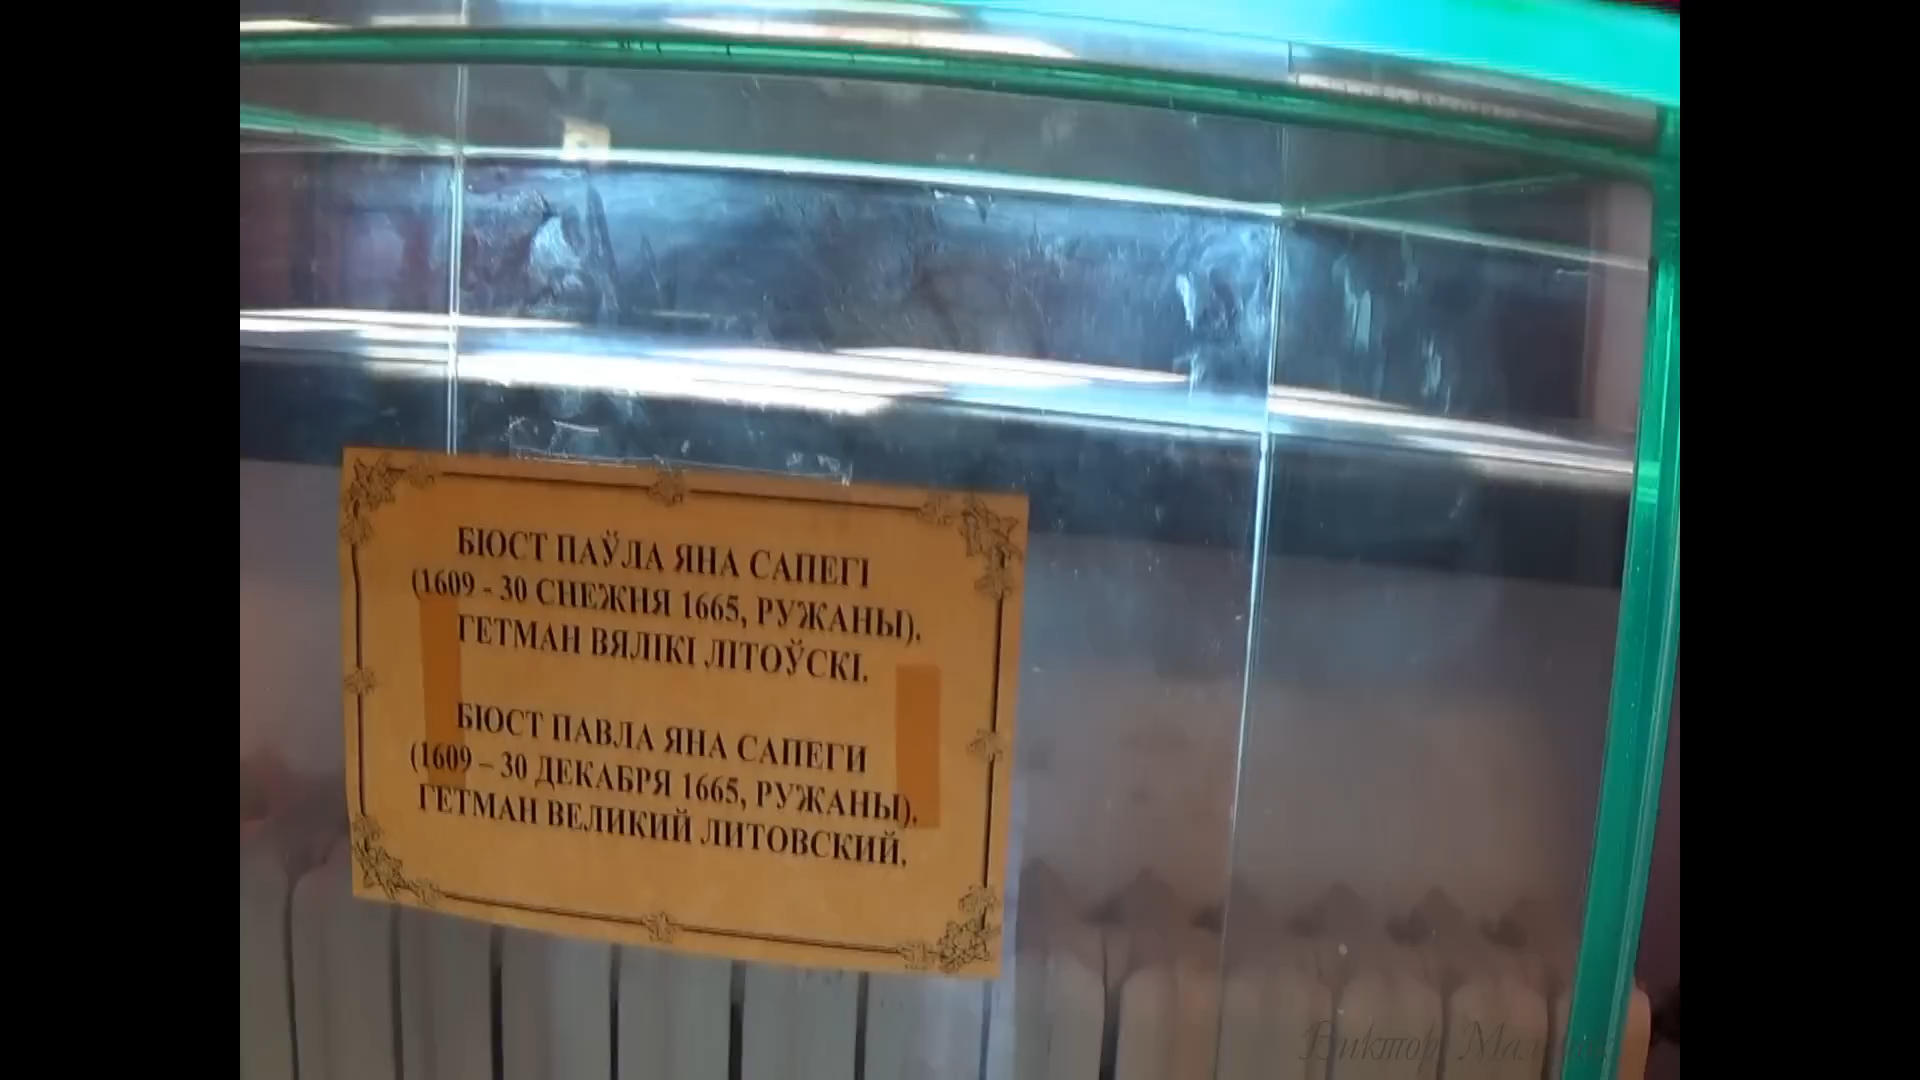 БЮСТ ПАЎЛА ЯНА САПЕГІ
(1609 - 30 СНЕЖНЯ 1665, РУЖАНЫ).
ГЕТМАН ВЯЛІКІ ЛІТОЎСКІ.
БЮСТ ПАВЛА ЯНА САПЕГИ
(1609 – 30 ДЕКАБРЯ 1665, РУЖАНЫ).
ГЕТМАН ВЕЛИКИЙ ЛИТОВСКИЙ.
Виктор